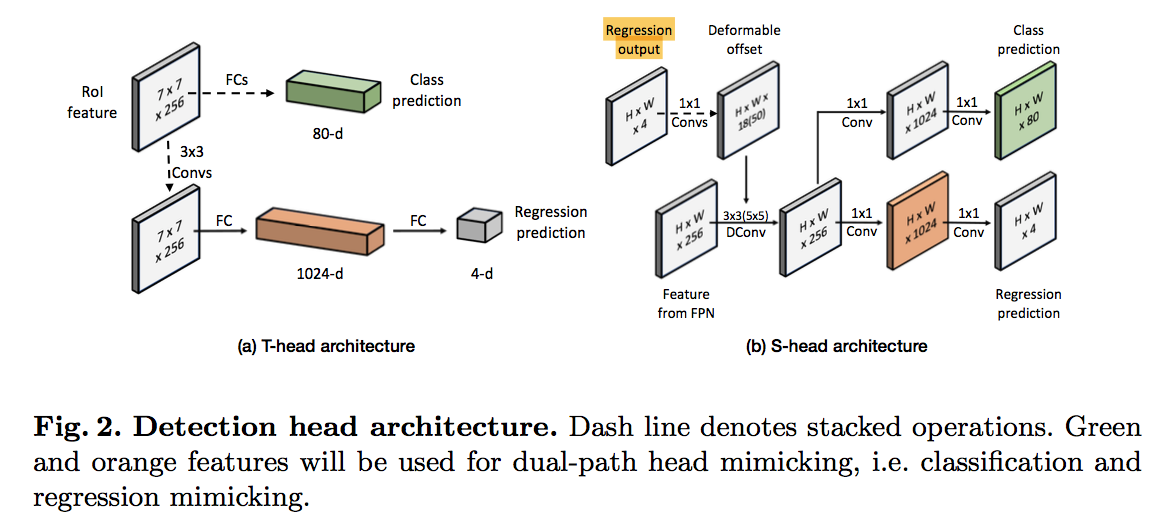 RoI
feature
7 x 7
x 256
FCs
80-d
Class
prediction
3x3
Convs
7 x 7
x 256
FC
1024-d
FC
4-d
Regression
prediction
(a) T-head architecture
Regression
output
H x W
x 4
1x1
Convs
Deformable
offset
H x W x
18(50)
Feature
from FPN
H x W
x 256
3x3(5x5)
DConv
H x W
x 256
1x1
Conv
H x W
x 1024
1x1
Conv
Class
prediction
H x W
x 80
1x1
Conv
H x W
x 1024
1x1
Conv
H x W
x 4
Regression
prediction
(b) S-head architecture
Fig. 2. Detection head architecture. Dash line denotes stacked operations. Green
and orange features will be used for dual-path head mimicking, i.e. classification and
regression mimicking.